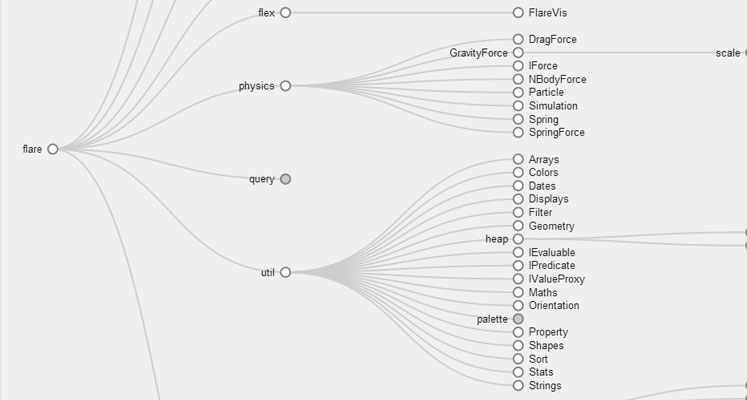 flex
FlareVis
DragForce
GravityForce
scale
IForce
physics
NBodyForce
Particle
Simulation
Spring
SpringForce
flare
Arrays
Colors
query
Dates
Displays
Filter
Geometry
heap
IEvaluable
IPredicate
util
IValueProxy
Maths
Orientation
palette
Property
Shapes
Sort
Stats
Strings